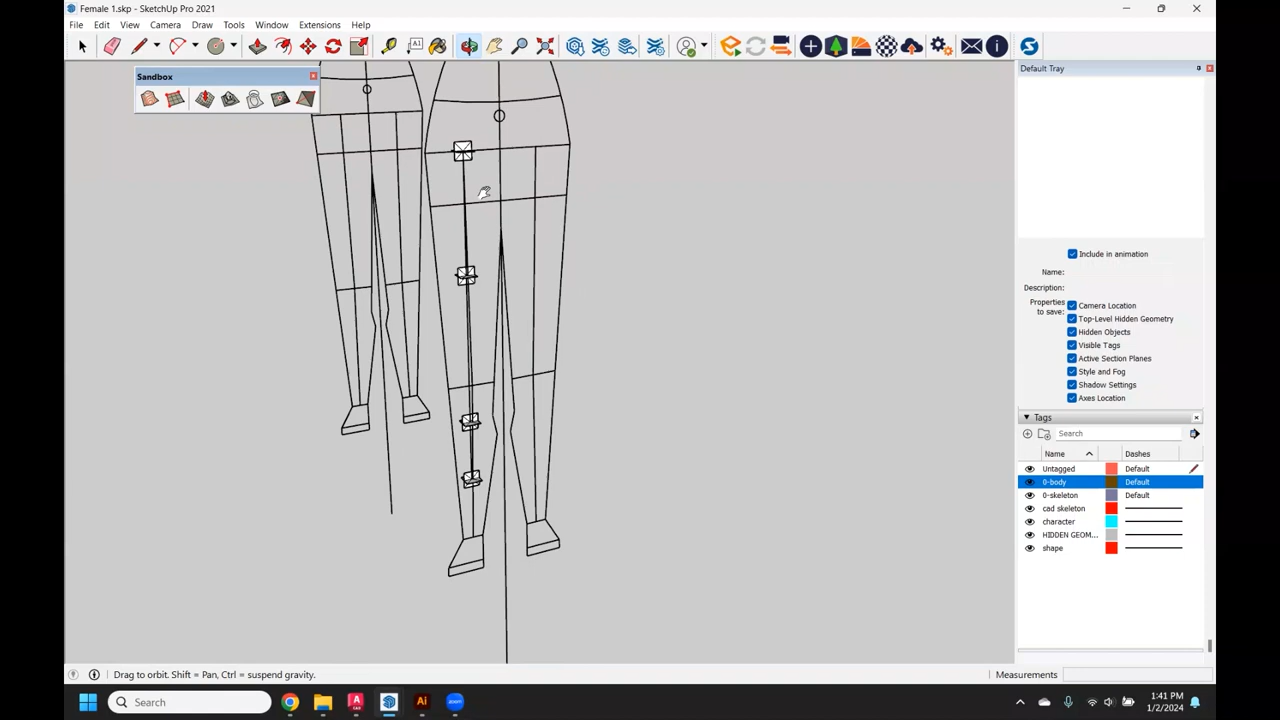 Female 1.skp - SketchUp Pro 2021
File Edit View Camera Draw Tools Window Extensions Help
Sandbox
Default Tray
Include in animation
Name:
Description:
Properties to save:
Camera Location
Top-Level Hidden Geometry
Hidden Objects
Visible Tags
Active Section Planes
Style and Fog
Shadow Settings
Axes Location
Tags
Search
Name Dashes
Untagged Default
0-body Default
0-skeleton Default
cad skeleton
character
HIDDEN GEOM...
shape
Drag to orbit. Shift = Pan, Ctrl = suspend gravity.
Measurements
Search
1:41 PM
1/2/2024